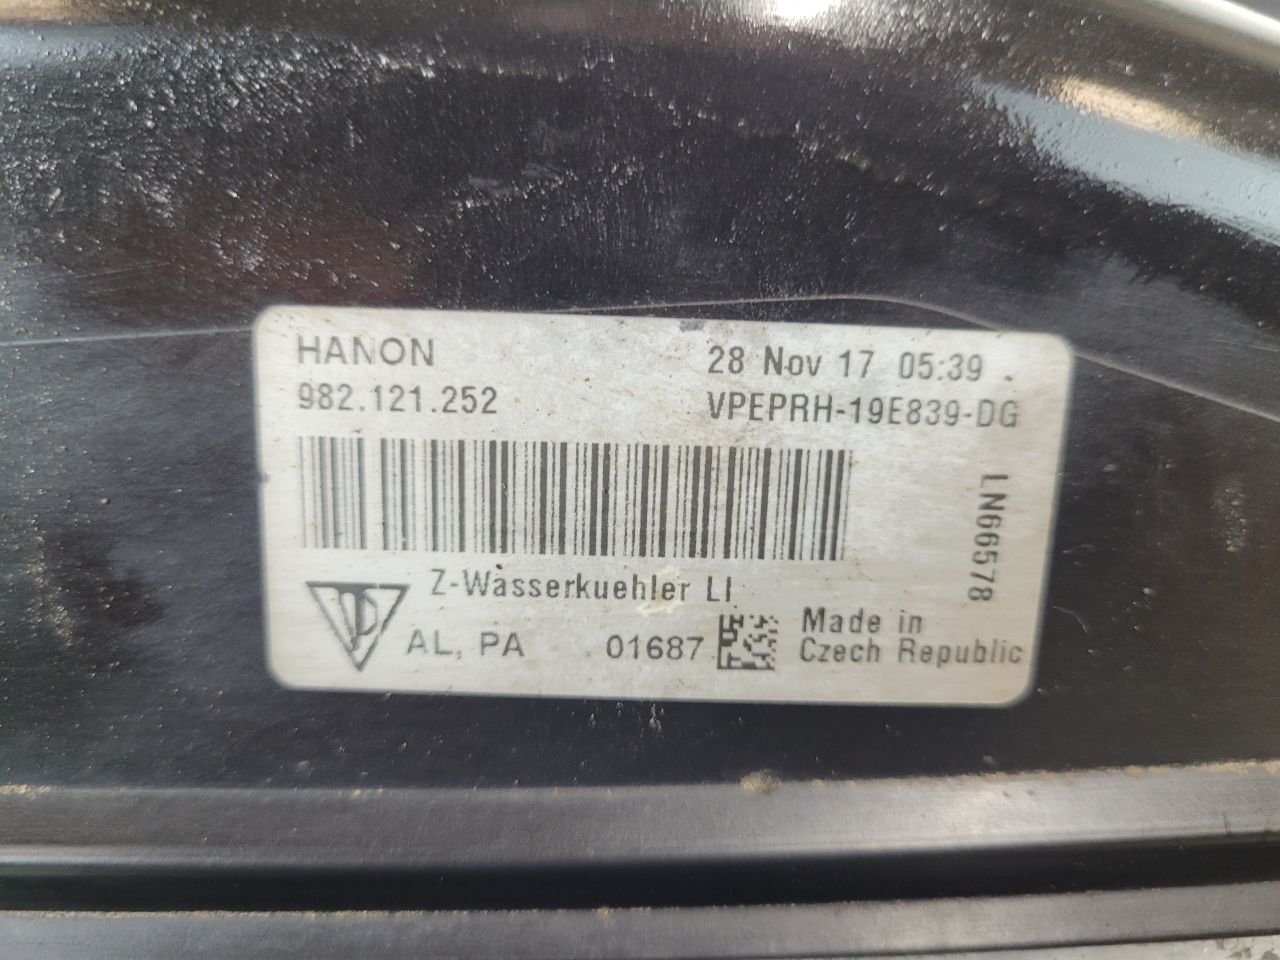 HANON
28 Nov 17 05:39
982.121.252
VPEPRH-19E839-DG
LN66578
Z-Wasserkuehler LI
AL, PA
01687
Made in
Czech Republic